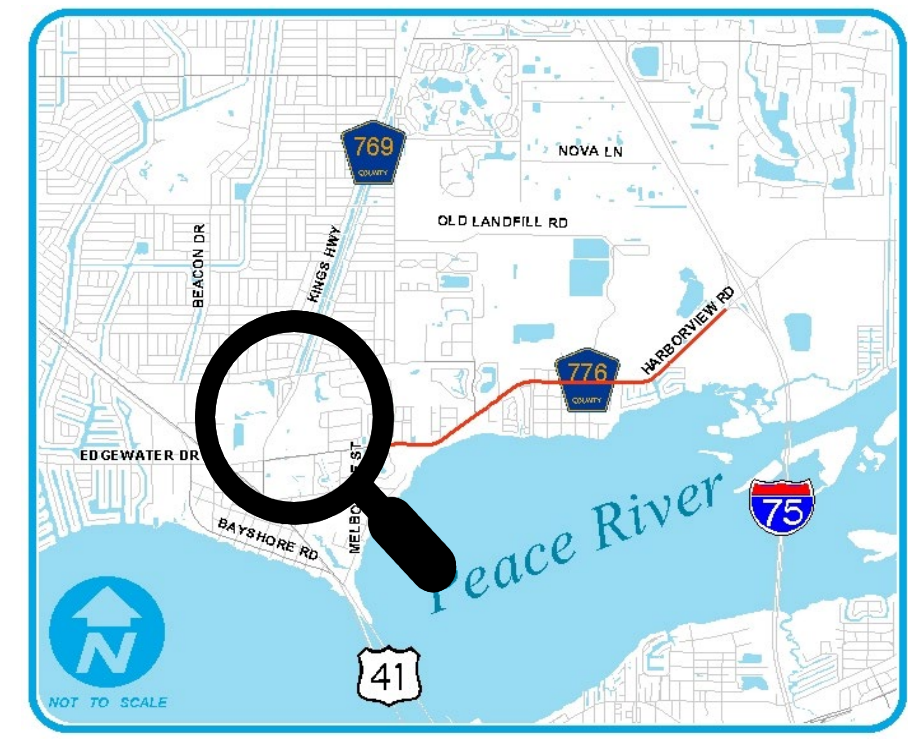 769
COUNTY
NOVA LN
OLD LANDFILL RD
BEACON DR
KINGS HWY
HARBORVIEW RD
776
COUNTY
EDGEWATER DR
BAYSHORE RD
75
Peace River
41
N
NOT TO SCALE